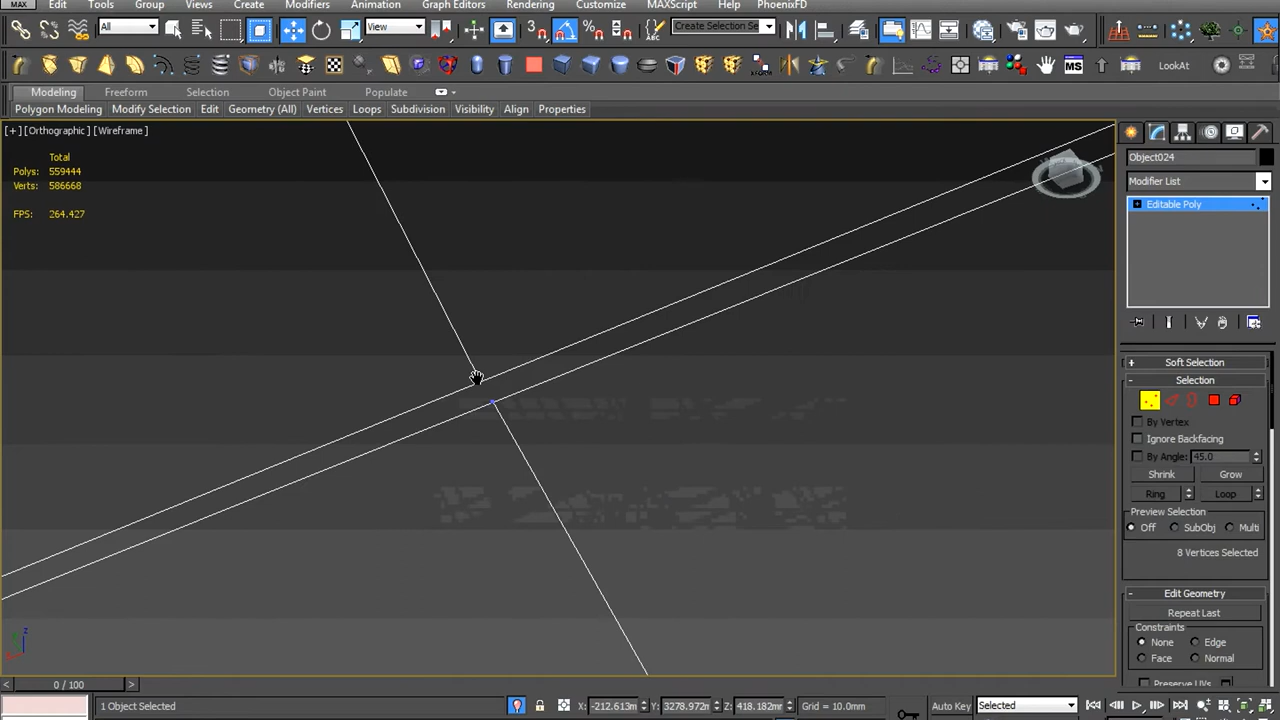 MAX Edit Tools Group Views Create Modifiers Animation Graph Editors Rendering Customize MAXScript Help PhoenixFD
All View 3 % Create Selection Se
XFORM MS LookAt
Modeling Freeform Selection Object Paint Populate
Polygon Modeling Modify Selection Edit Geometry (All) Vertices Loops Subdivision Visibility Align Properties
[+] [Orthographic] [Wireframe]
Total
Polys: 559444
Verts: 586668
FPS: 264.427
Object024
Modifier List
Editable Poly
+ Soft Selection
- Selection
By Vertex
Ignore Backfacing
By Angle: 45.0
Shrink Grow
Ring Loop
Preview Selection
Off SubObj Multi
8 Vertices Selected
- Edit Geometry
Repeat Last
Constraints
None Edge
Face Normal
Preserve UVs
z
< 0 / 100 >
1 Object Selected X: -212.613m Y: 3278.972m Z: 418.182mm Grid = 10.0mm Auto Key Selected